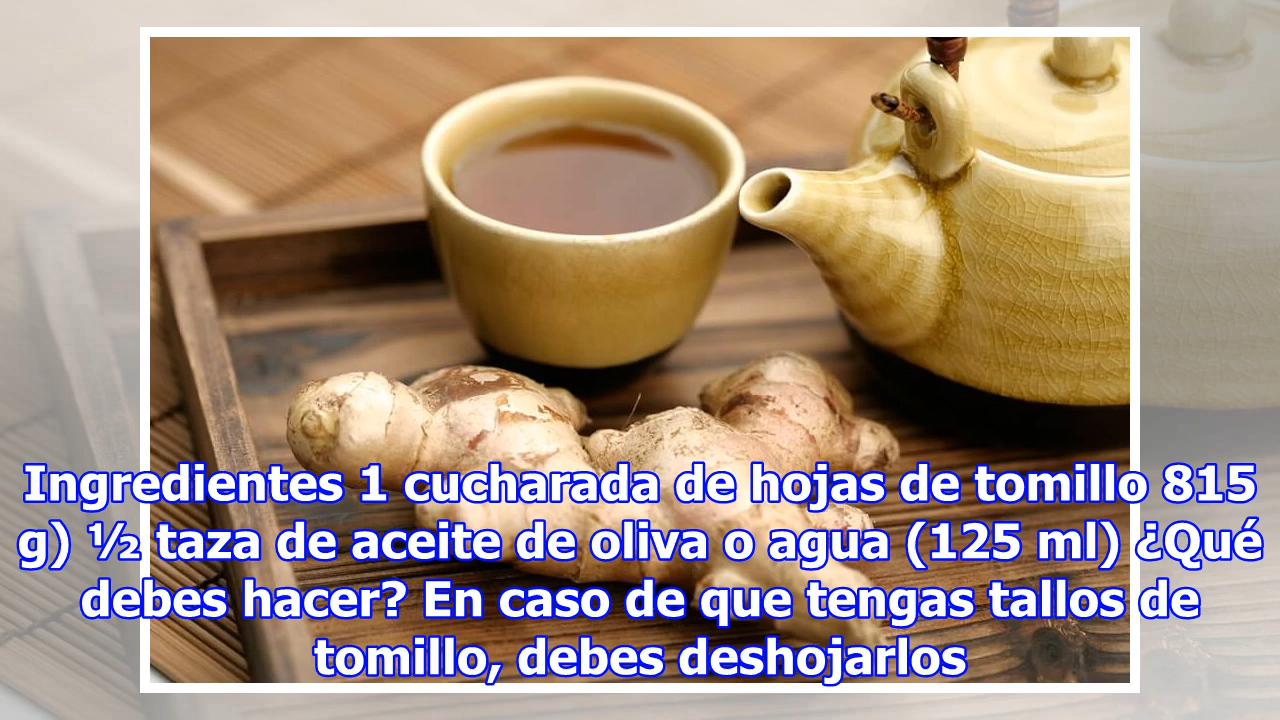 Ingredientes 1 cucharada de hojas de tomillo 815
g) ½ taza de aceite de oliva o agua (125 ml) ¿Qué
debes hacer? En caso de que tengas tallos de
tomillo, debes deshojarlos